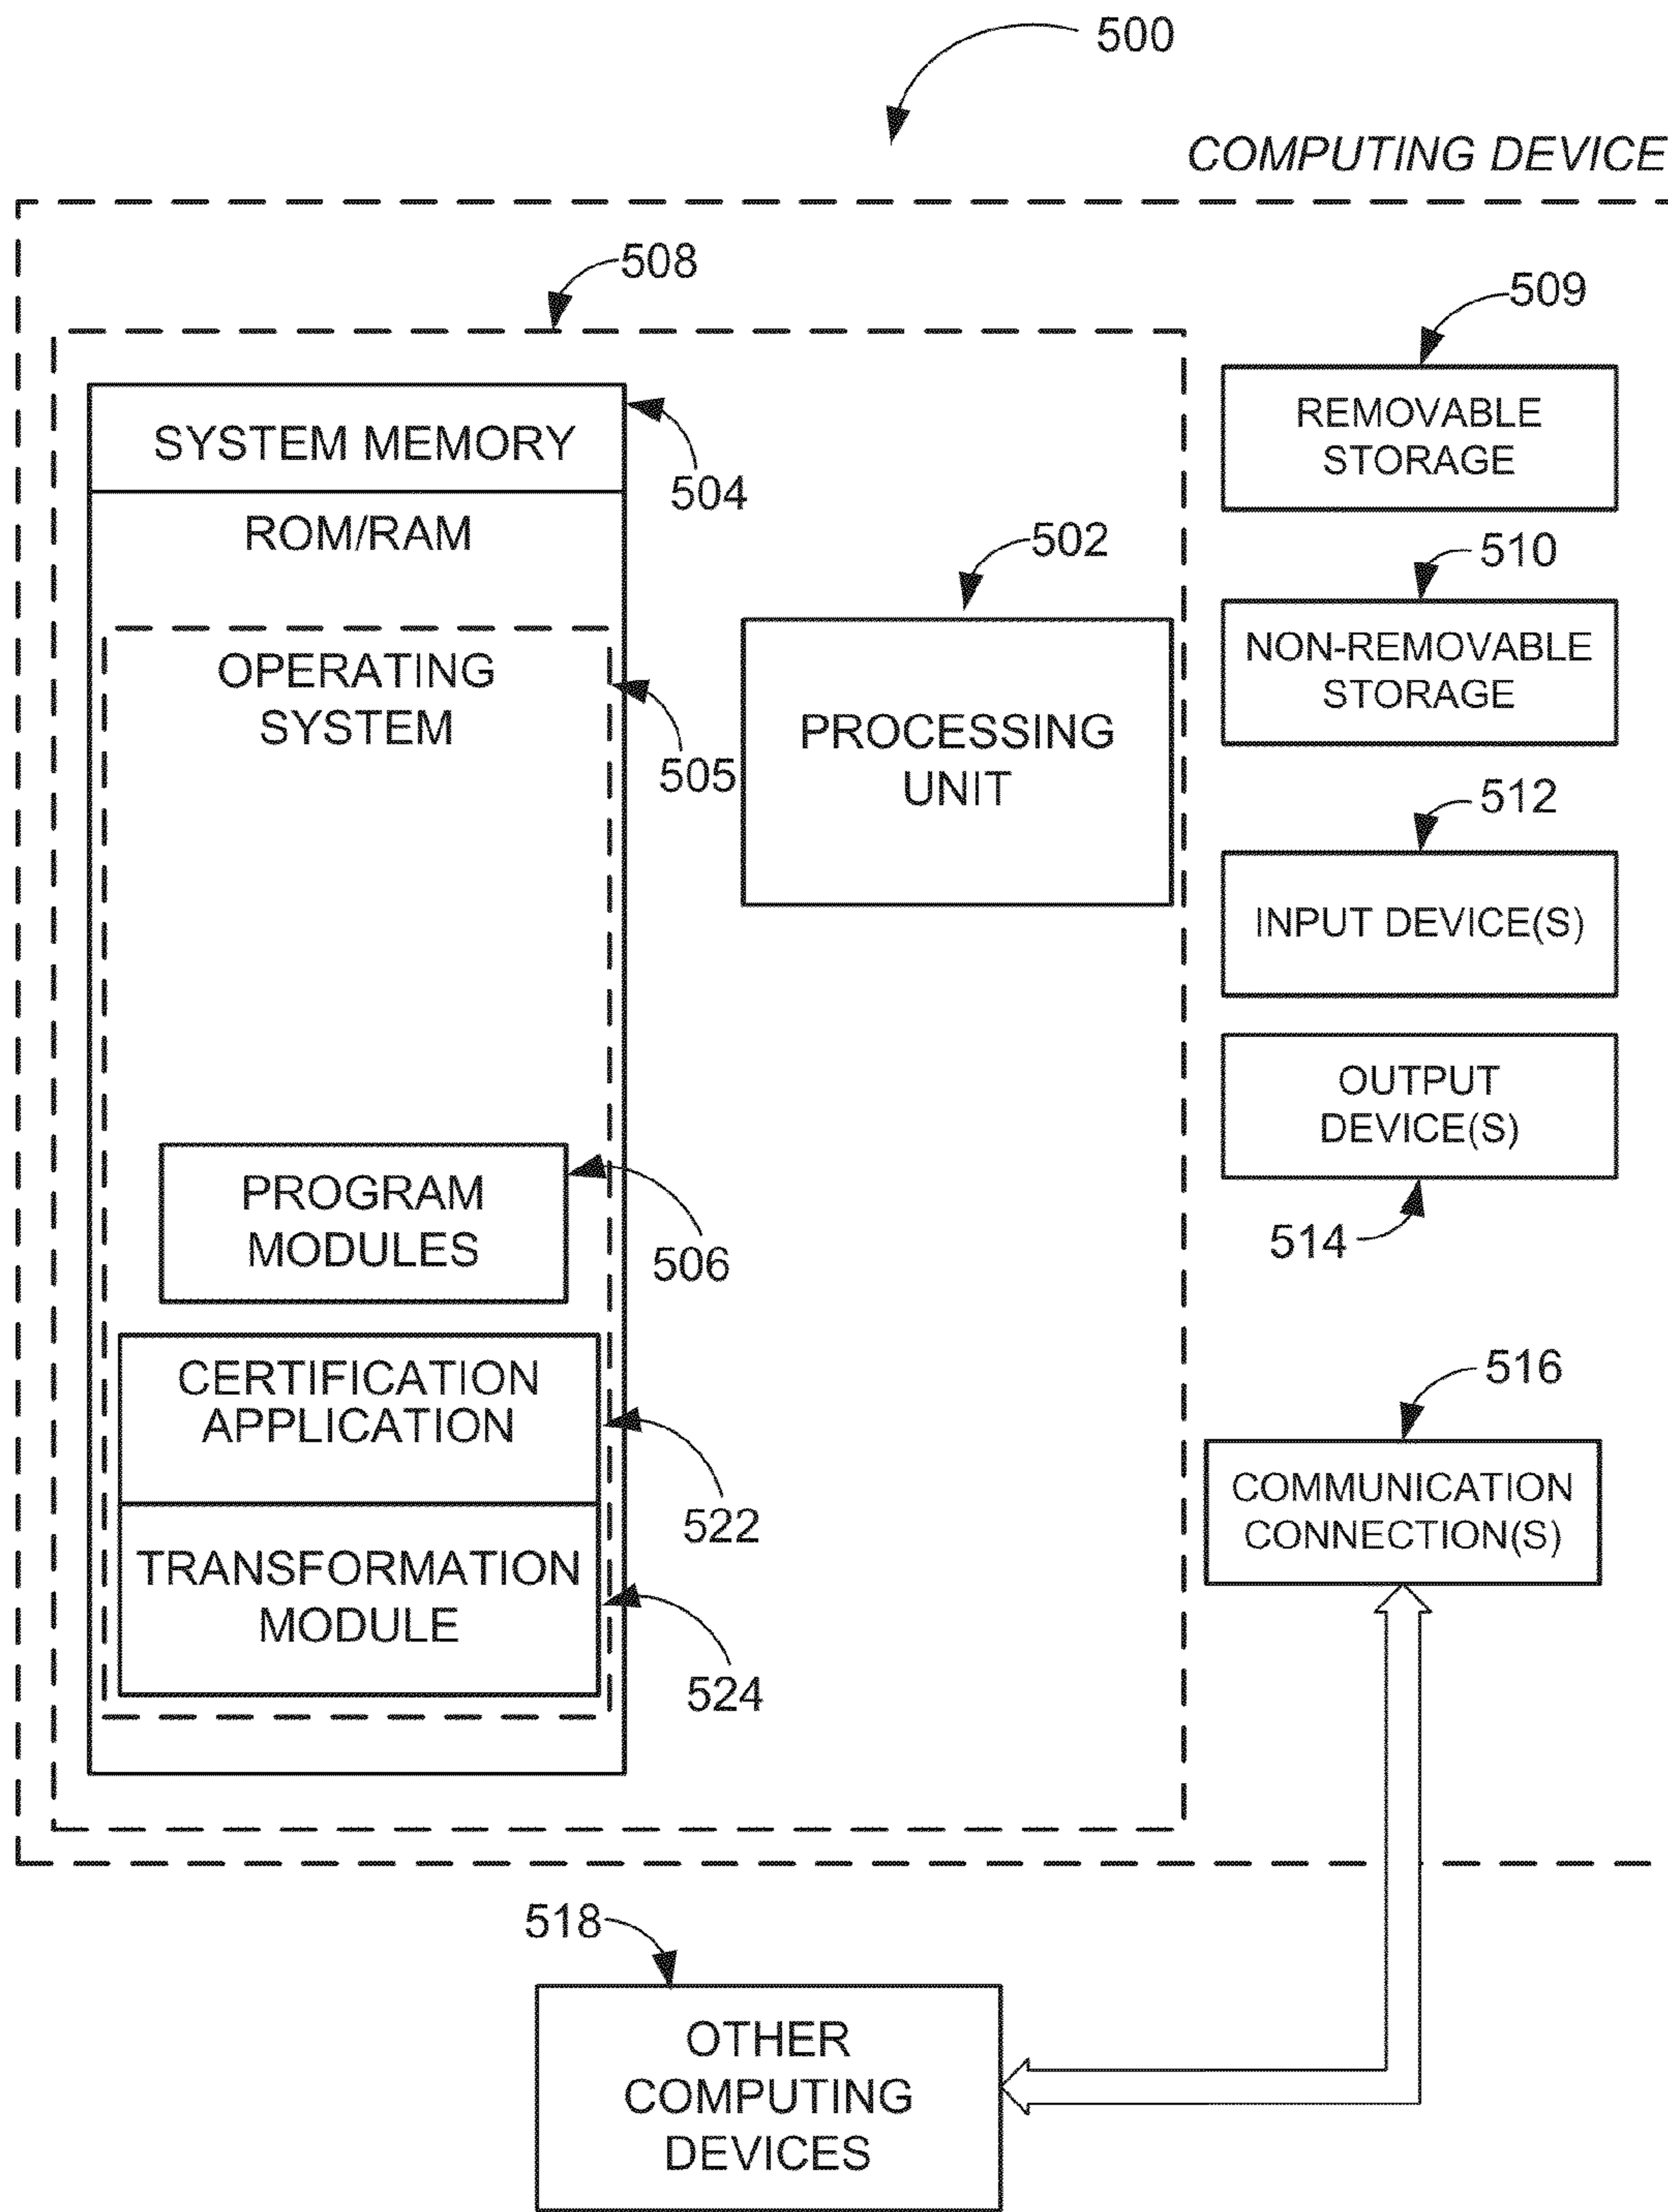 500
COMPUTING DEVICE
508
509
SYSTEM MEMORY
504
ROM/RAM
REMOVABLE
STORAGE
502
510
OPERATING
SYSTEM
505
PROCESSING
UNIT
NON-REMOVABLE
STORAGE
512
INPUT DEVICE(S)
OUTPUT
DEVICE(S)
514
PROGRAM
MODULES
506
CERTIFICATION
APPLICATION
522
516
COMMUNICATION
CONNECTION(S)
TRANSFORMATION
MODULE
524
518
OTHER
COMPUTING
DEVICES